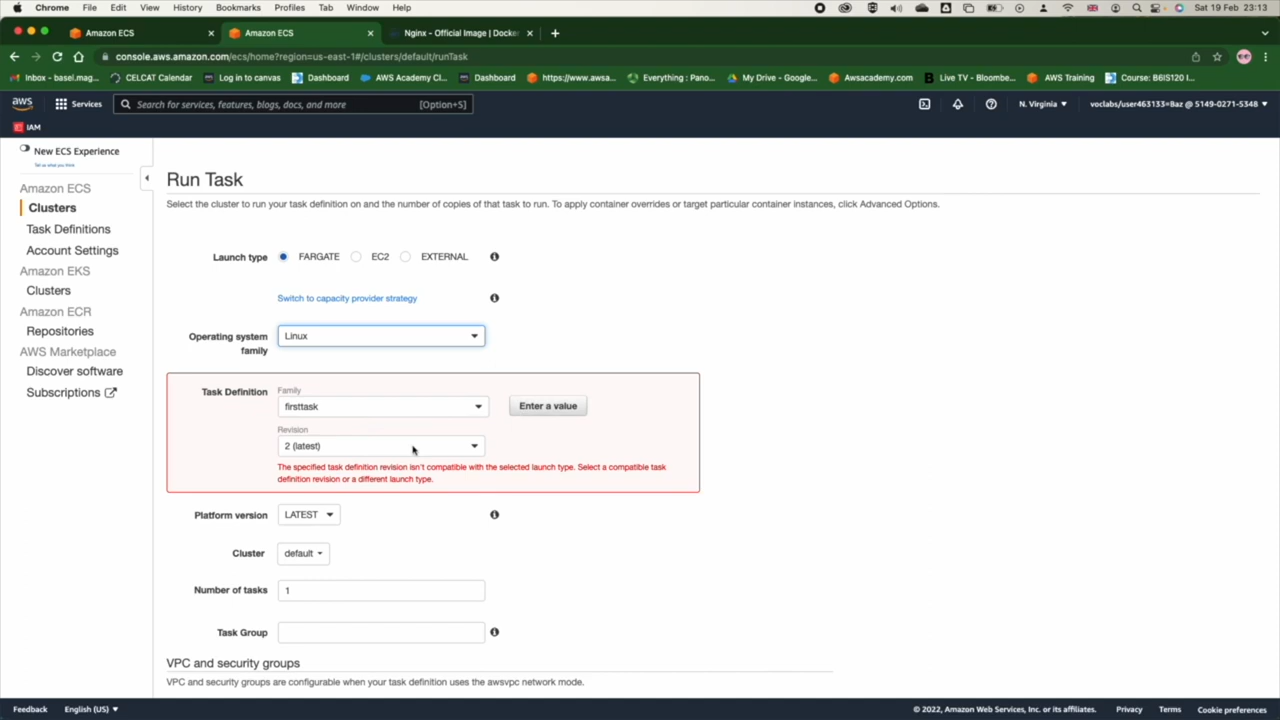 Chrome File Edit View History Bookmarks Profiles Tab Window Help Sat 19 Feb 23:13
Amazon ECS × Amazon ECS × Nginx - Official Image | Docker ×
console.aws.amazon.com/ecs/home?region=us-east-1#/clusters/default/runTask
Inbox - basel.mag... CELCAT Calendar Log in to canvas Dashboard AWS Academy Cl... Dashboard https://www.awsa... Everything : Pano... My Drive - Google... Awsacademy.com Live TV – Bloombe... AWS Training Course: B6IS120 I...
aws Services Search for services, features, blogs, docs, and more [Option+S] N. Virginia voclabs/user463133=Baz @ 5149-0271-5348
IAM
New ECS Experience
Tell us what you think
Amazon ECS
Clusters
Task Definitions
Account Settings
Amazon EKS
Clusters
Amazon ECR
Repositories
AWS Marketplace
Discover software
Subscriptions
Run Task
Select the cluster to run your task definition on and the number of copies of that task to run. To apply container overrides or target particular container instances, click Advanced Options.
Launch type FARGATE EC2 EXTERNAL
Switch to capacity provider strategy
Operating system family Linux
Task Definition Family
firsttask Enter a value
Revision
2 (latest)
The specified task definition revision isn't compatible with the selected launch type. Select a compatible task
definition revision or a different launch type.
Platform version LATEST
Cluster default
Number of tasks 1
Task Group
VPC and security groups
VPC and security groups are configurable when your task definition uses the awsvpc network mode.
Feedback English (US) © 2022, Amazon Web Services, Inc. or its affiliates. Privacy Terms Cookie preferences